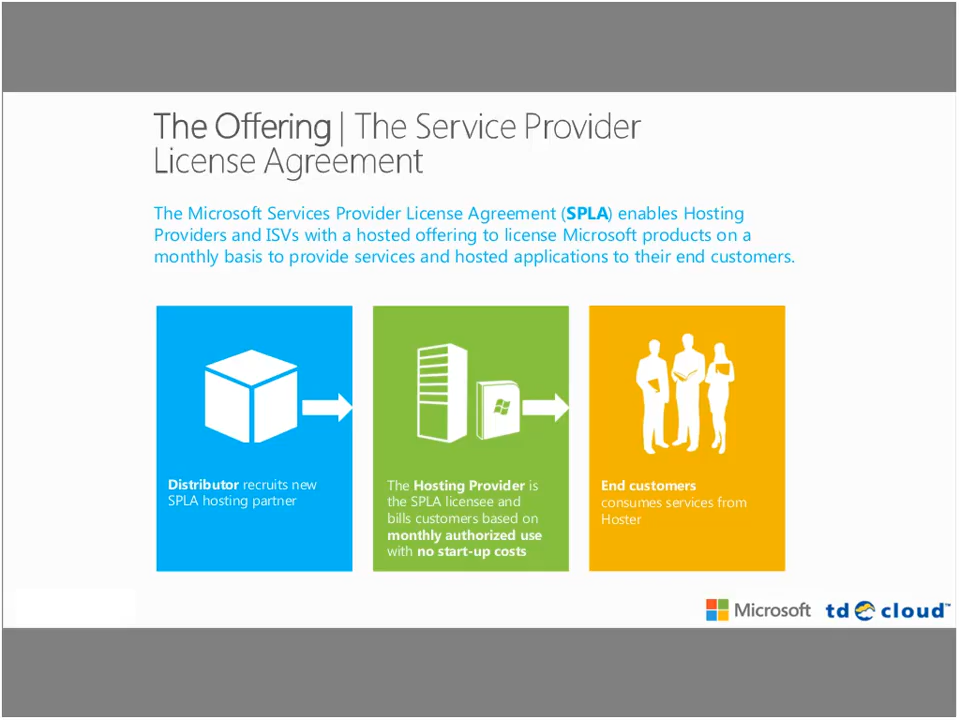 The Offering | The Service Provider
License Agreement
The Microsoft Services Provider License Agreement (SPLA) enables Hosting
Providers and ISVs with a hosted offering to license Microsoft products on a
monthly basis to provide services and hosted applications to their end customers.
Distributor recruits new
SPLA hosting partner
The Hosting Provider is
the SPLA licensee and
bills customers based on
monthly authorized use
with no start-up costs
End customers
consumes services from
Hoster
Microsoft
td cloud™